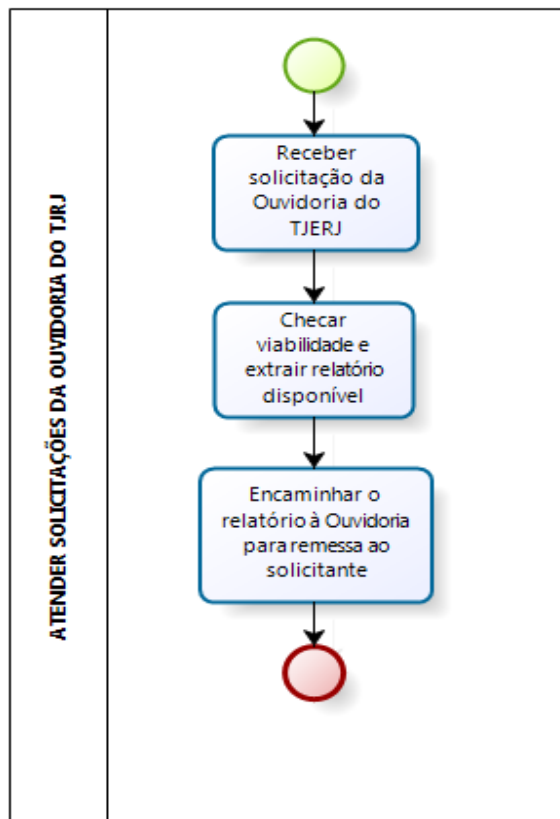 ATENDER SOLICITAÇÕES DA OUVIDORIA DO TJRJ
Receber
solicitação da
Ouvidoria do
TJERJ
Checar
viabilidade e
extrair relatório
disponível
Encaminhar o
relatório à Ouvidoria
para remessa ao
solicitante